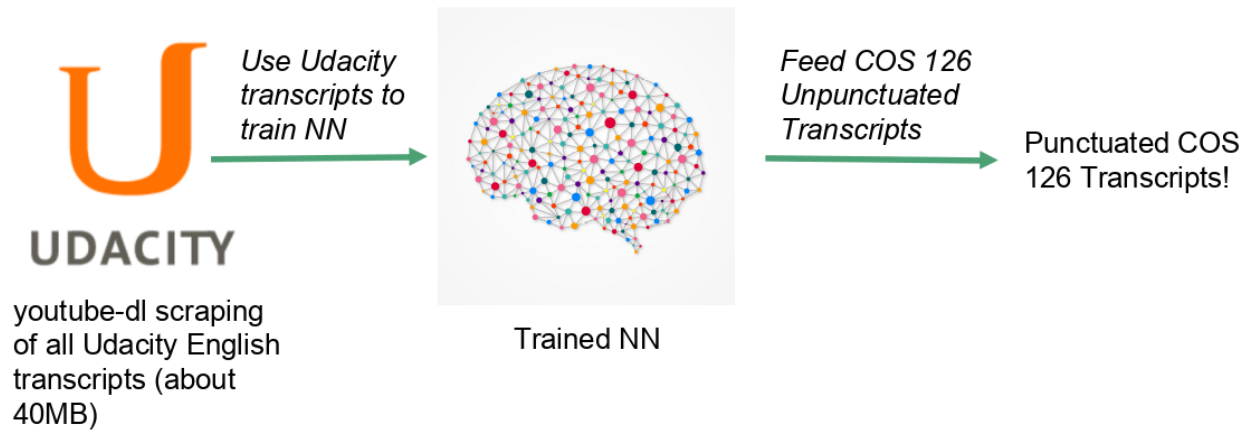 UDACITY
youtube-dl scraping
of all Udacity English
transcripts (about
40MB)
Use Udacity
transcripts to
train NN
Trained NN
Feed COS 126
Unpunctuated
Transcripts
Punctuated COS
126 Transcripts!